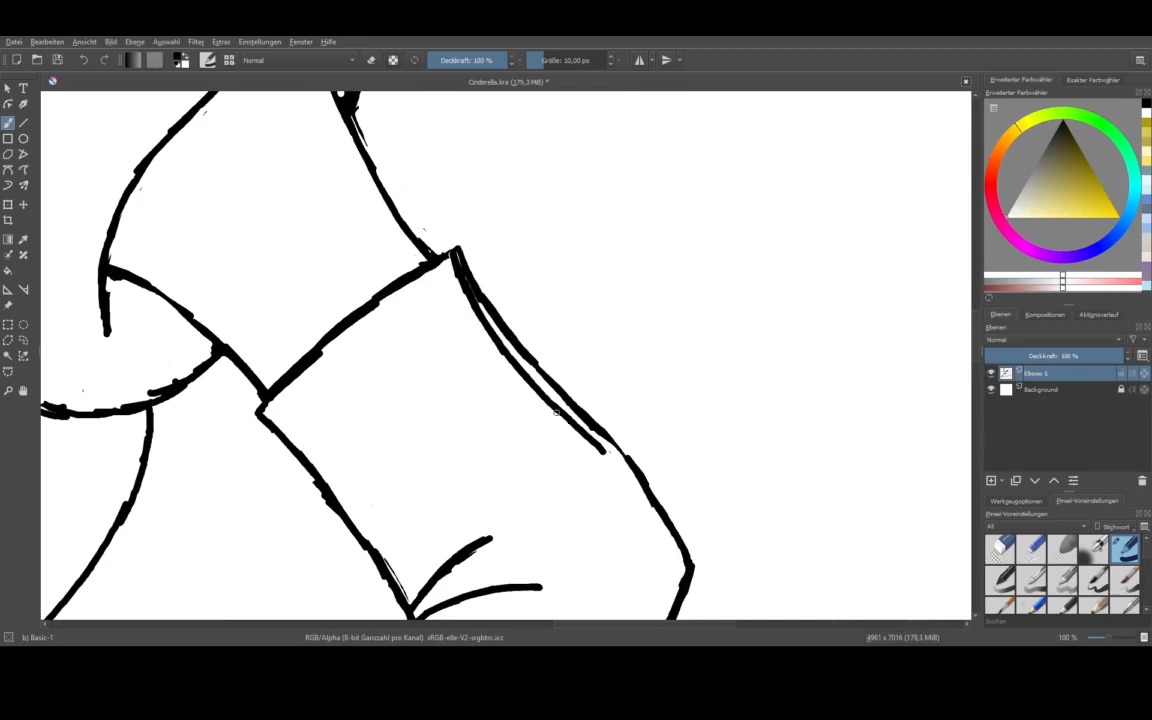 Datei Bearbeiten Ansicht Bild Ebene Auswahl Filter Extras Einstellungen Fenster Hilfe
Normal Deckkraft: 100 % Größe: 10,00 px
Cinderella.kra (179,3 MiB) *
Erweiterter Farbwähler Exakter Farbwähler
Erweiterter Farbwähler
Ebenen Kompositionen Aktionsverlauf
Ebenen
Normal
Deckkraft: 100 %
Ebene 1
Background
Werkzeugoptionen Pinsel-Voreinstellungen
Pinsel-Voreinstellungen
All Stichwort
Suchen
b) Basic-1 RGB/Alpha (8-bit Ganzzahl pro Kanal) sRGB-elle-V2-srgbtrc.icc 4961 x 7016 (179,3 MiB) 100 %